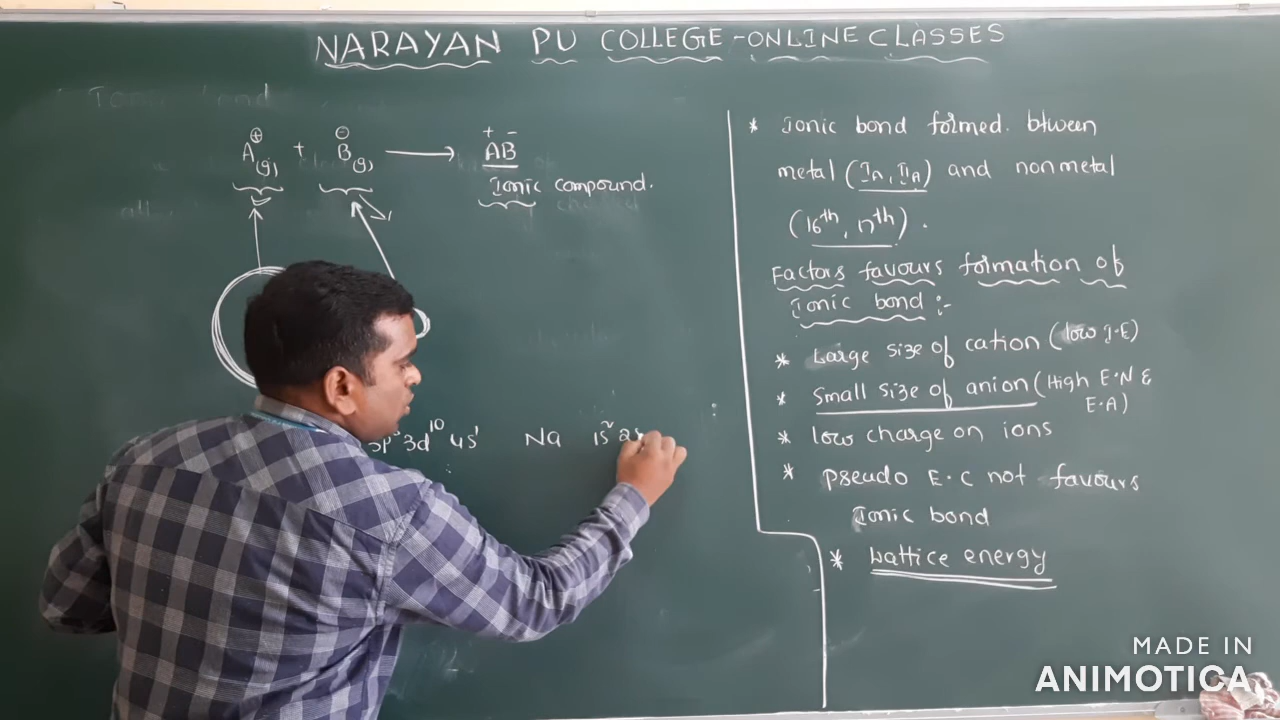 NARAYAN PU COLLEGE-ONLINE CLASSES
Ionic bond
A⊕(g) + B⊖(g) ⟶ A⁺B⁻
Ionic compound.
3d¹⁰ 4s¹ Na 1s² 2s
* Ionic bond formed. btween
metal (IA, IIA) and nonmetal
(16th, 17th).
Factors favours formation of
Ionic bond :-
* Large size of cation (low I.E)
* Small size of anion (High E.N &
E.A)
* low charge on ions
* pseudo E.C not favours
Ionic bond
* Lattice energy
MADE IN
ANIMOTICA